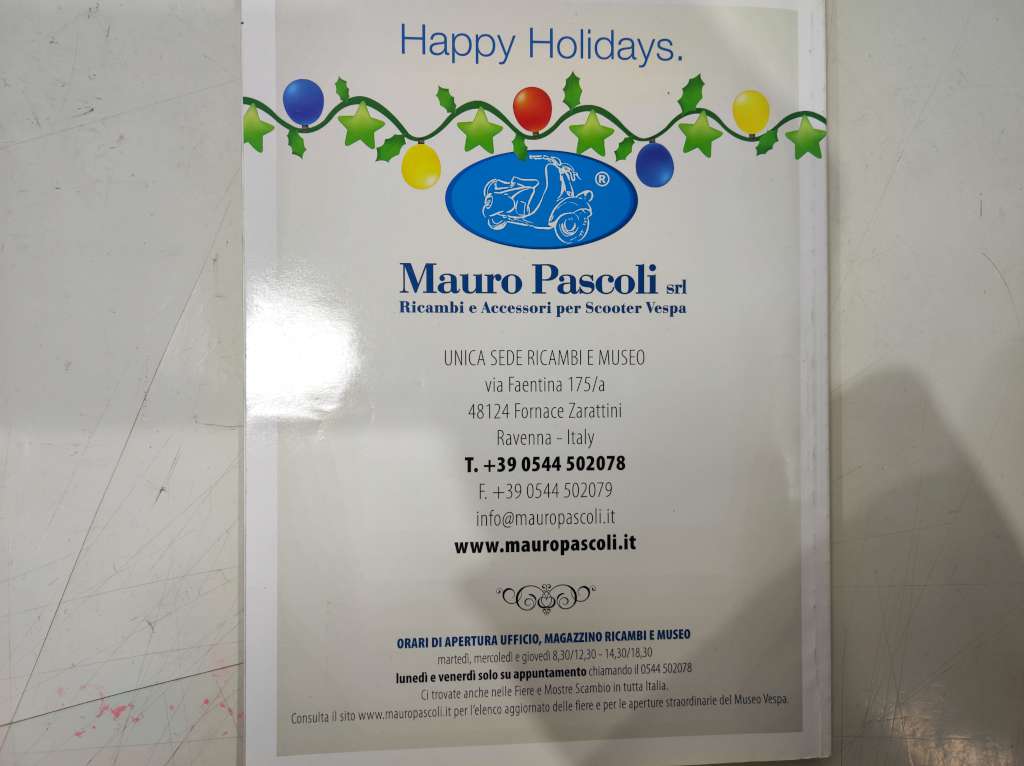 Happy Holidays.
®
Mauro Pascoli srl
Ricambi e Accessori per Scooter Vespa
UNICA SEDE RICAMBI E MUSEO
via Faentina 175/a
48124 Fornace Zarattini
Ravenna - Italy
T. +39 0544 502078
F. +39 0544 502079
info@mauropascoli.it
www.mauropascoli.it
ORARI DI APERTURA UFFICIO, MAGAZZINO RICAMBI E MUSEO
martedì, mercoledì e giovedì 8,30/12,30 - 14,30/18,30
lunedì e venerdì solo su appuntamento chiamando il 0544 502078
Ci trovate anche nelle Fiere e Mostre Scambio in tutta Italia.
Consulta il sito www.mauropascoli.it per l'elenco aggiornato delle fiere e per le aperture straordinarie del Museo Vespa.